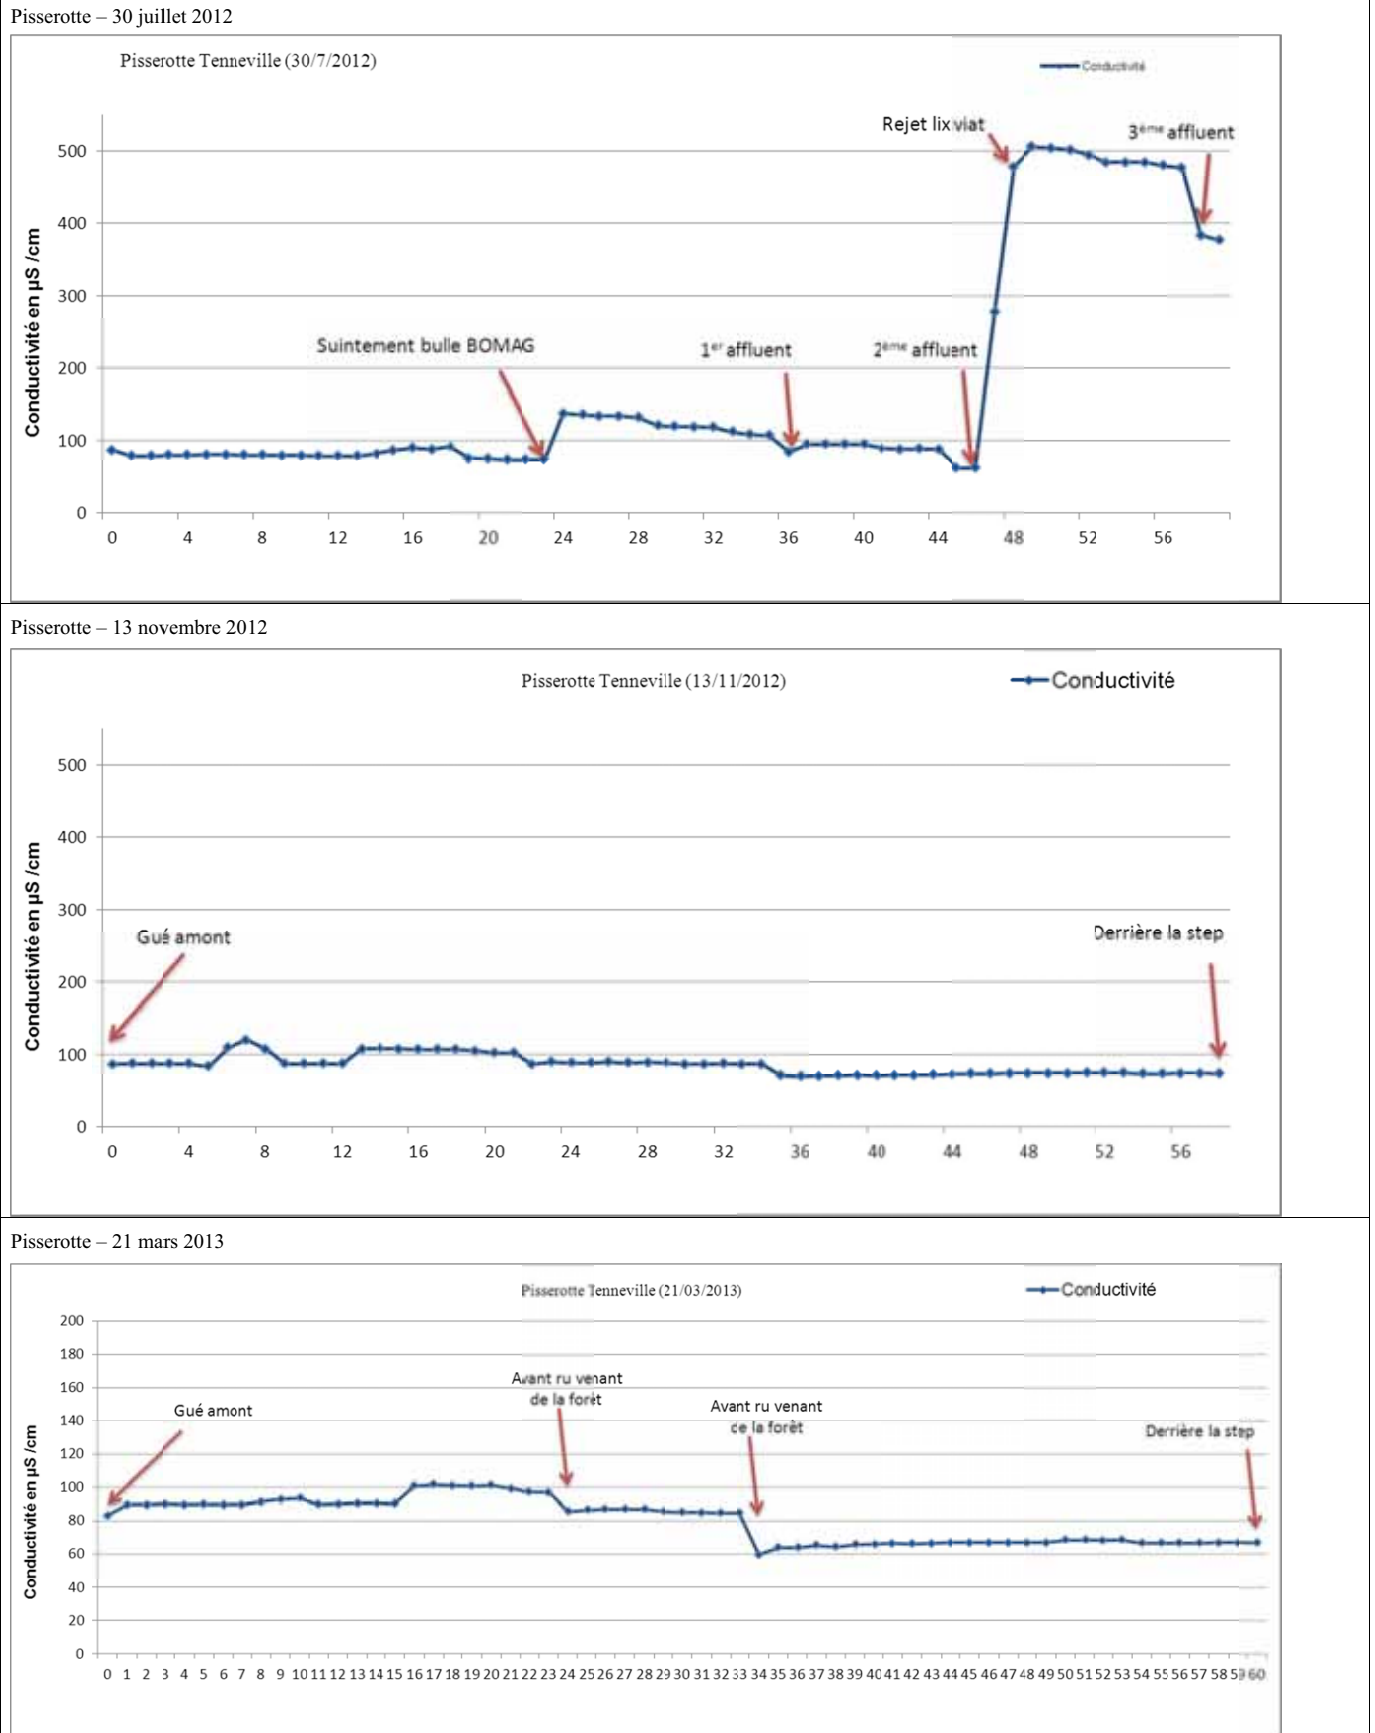 Pisserotte – 30 juillet 2012
Pisserotte Tenneville (30/7/2012)
Conductivité
Rejet lixiviat
3ème affluent
500
400
300
200
100
0
Conductivité en µS /cm
Suintement bulle BOMAG
1er affluent
2ème affluent
0 4 8 12 16 20 24 28 32 36 40 44 48 52 56
Pisserotte – 13 novembre 2012
Pisserotte Tenneville (13/11/2012)
Conductivité
500
400
300
200
100
0
Conductivité en µS /cm
Gué amont
Derrière la step
0 4 8 12 16 20 24 28 32 36 40 44 48 52 56
Pisserotte – 21 mars 2013
Pisserotte Tenneville (21/03/2013)
Conductivité
200
180
160
140
120
100
80
60
40
20
0
Conductivité en µS /cm
Gué amont
Avant ru venant
de la forêt
Avant ru venant
de la forêt
Derrière la step
0 1 2 3 4 5 6 7 8 9 10 11 12 13 14 15 16 17 18 19 20 21 22 23 24 25 26 27 28 29 30 31 32 33 34 35 36 37 38 39 40 41 42 43 44 45 46 47 48 49 50 51 52 53 54 55 56 57 58 59 60